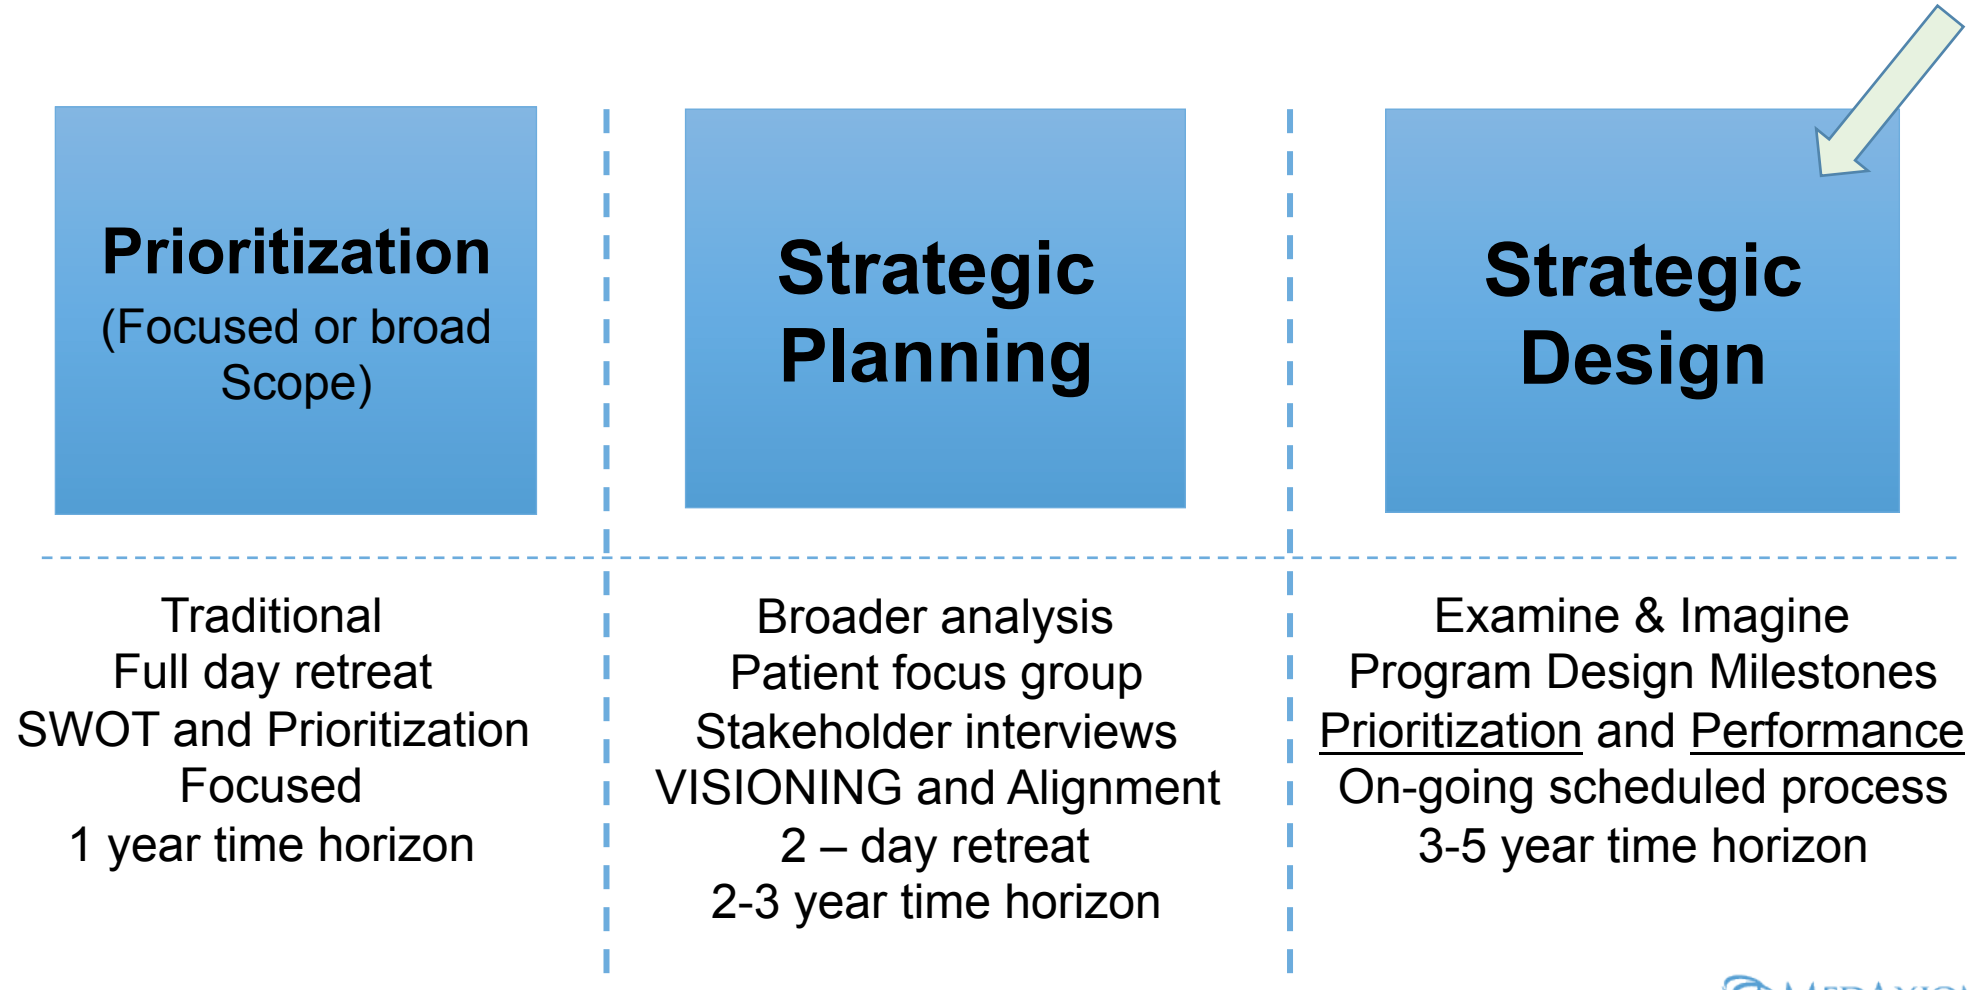 Prioritization
(Focused or broad
Scope)
Strategic
Planning
Strategic
Design
Traditional
Full day retreat
SWOT and Prioritization
Focused
1 year time horizon
Broader analysis
Patient focus group
Stakeholder interviews
VISIONING and Alignment
2 – day retreat
2-3 year time horizon
Examine & Imagine
Program Design Milestones
Prioritization and Performance
On-going scheduled process
3-5 year time horizon